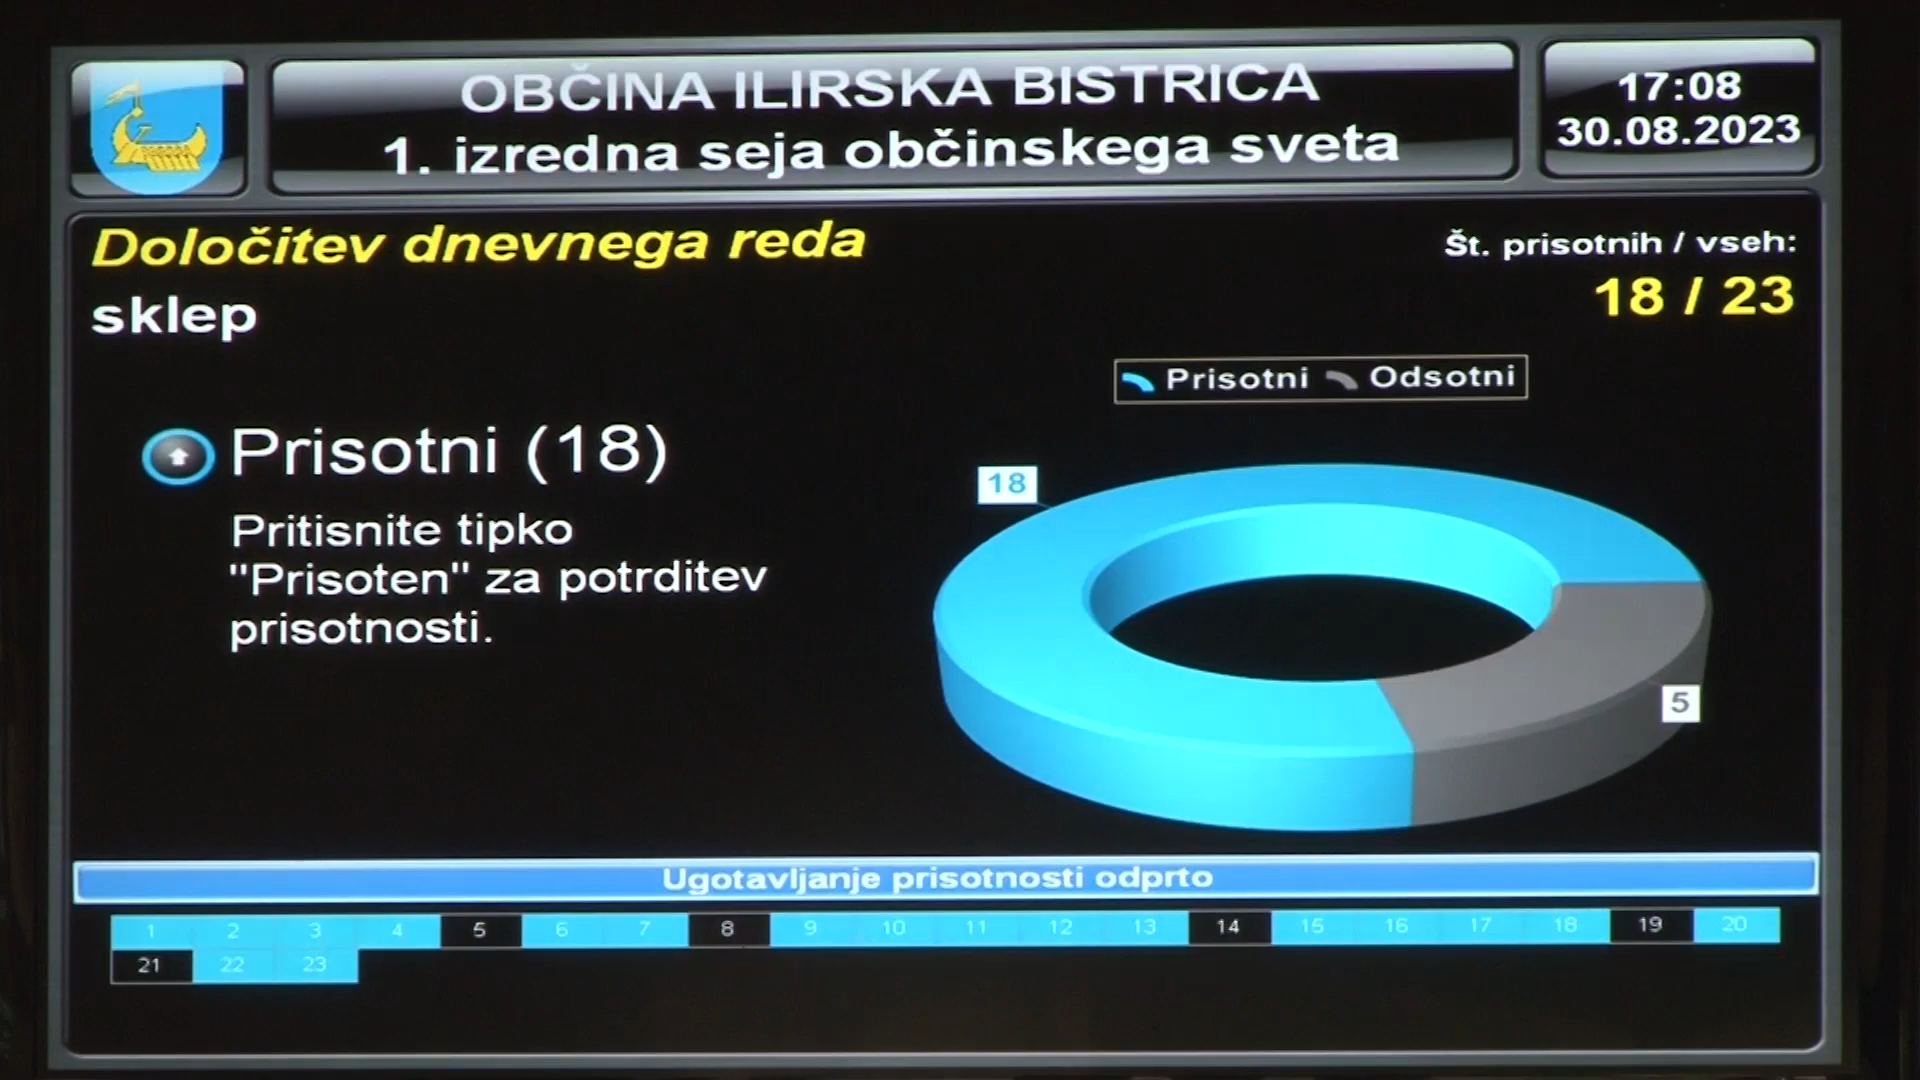 OBČINA ILIRSKA BISTRICA
1. izredna seja občinskega sveta
17:08
30.08.2023
Določitev dnevnega reda
sklep
Št. prisotnih / vseh:
18 / 23
Prisotni Odsotni
Prisotni (18)
Pritisnite tipko
"Prisoten" za potrditev
prisotnosti.
18
5
Ugotavljanje prisotnosti odprto
1 2 3 4 5 6 7 8 9 10 11 12 13 14 15 16 17 18 19 20
21 22 23